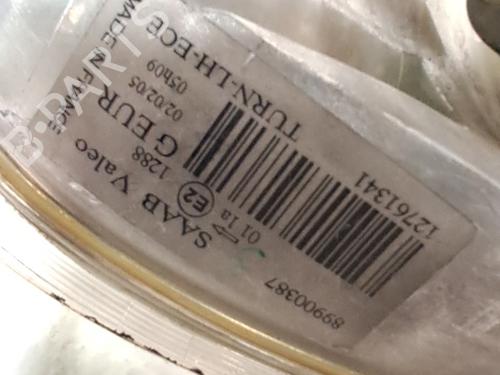 SAAB Valeo MADE IN FRANCE
E2 1288 02/02/05
01 1a G EUR 05h09
TURN-LH-ECE
12761341
89900387
B-PARTS